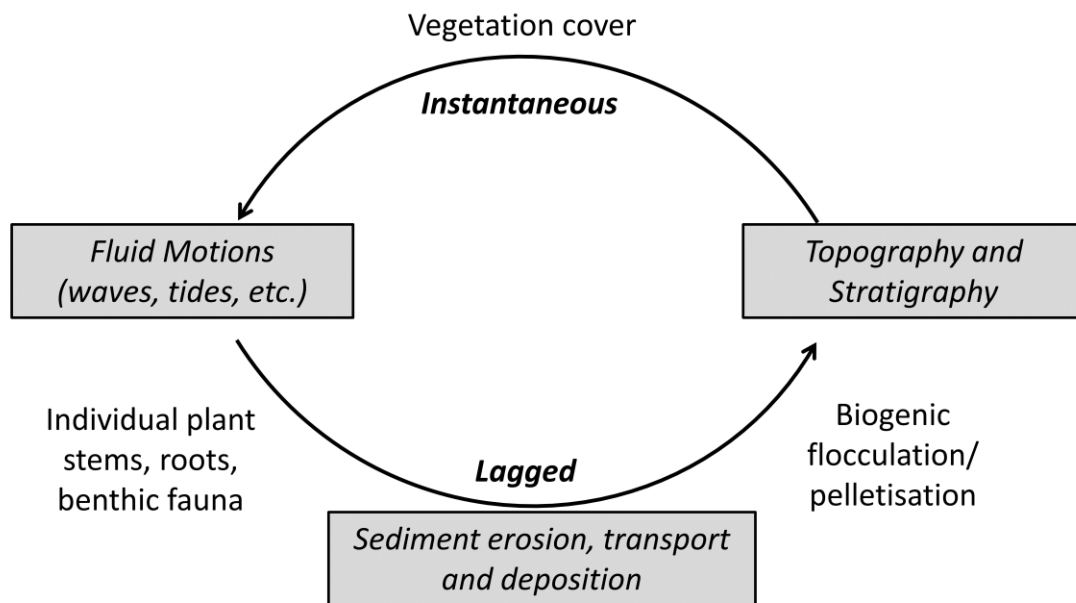 Vegetation cover
Instantaneous
Fluid Motions
(waves, tides, etc.)
Topography and
Stratigraphy
Individual plant
stems, roots,
benthic fauna
Lagged
Biogenic
flocculation/
pelletisation
Sediment erosion, transport
and deposition